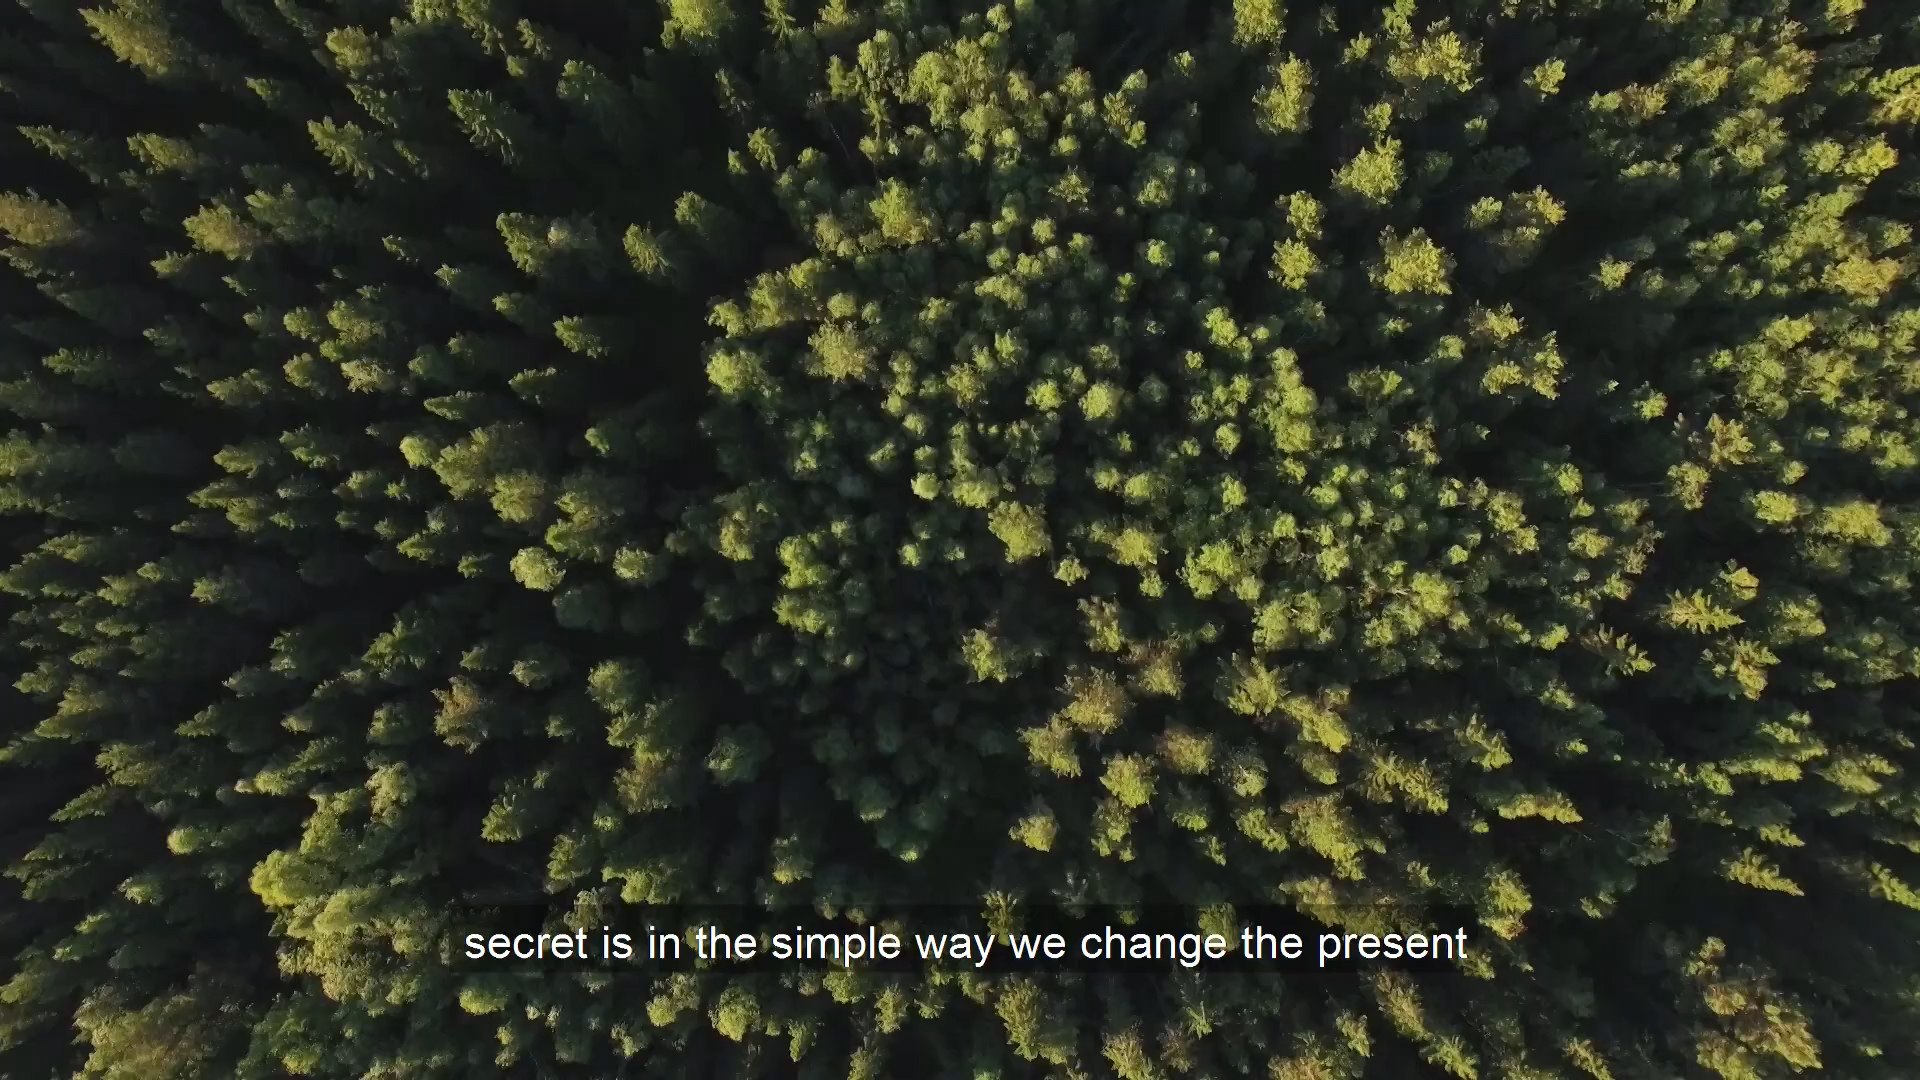 secret is in the simple way we change the present